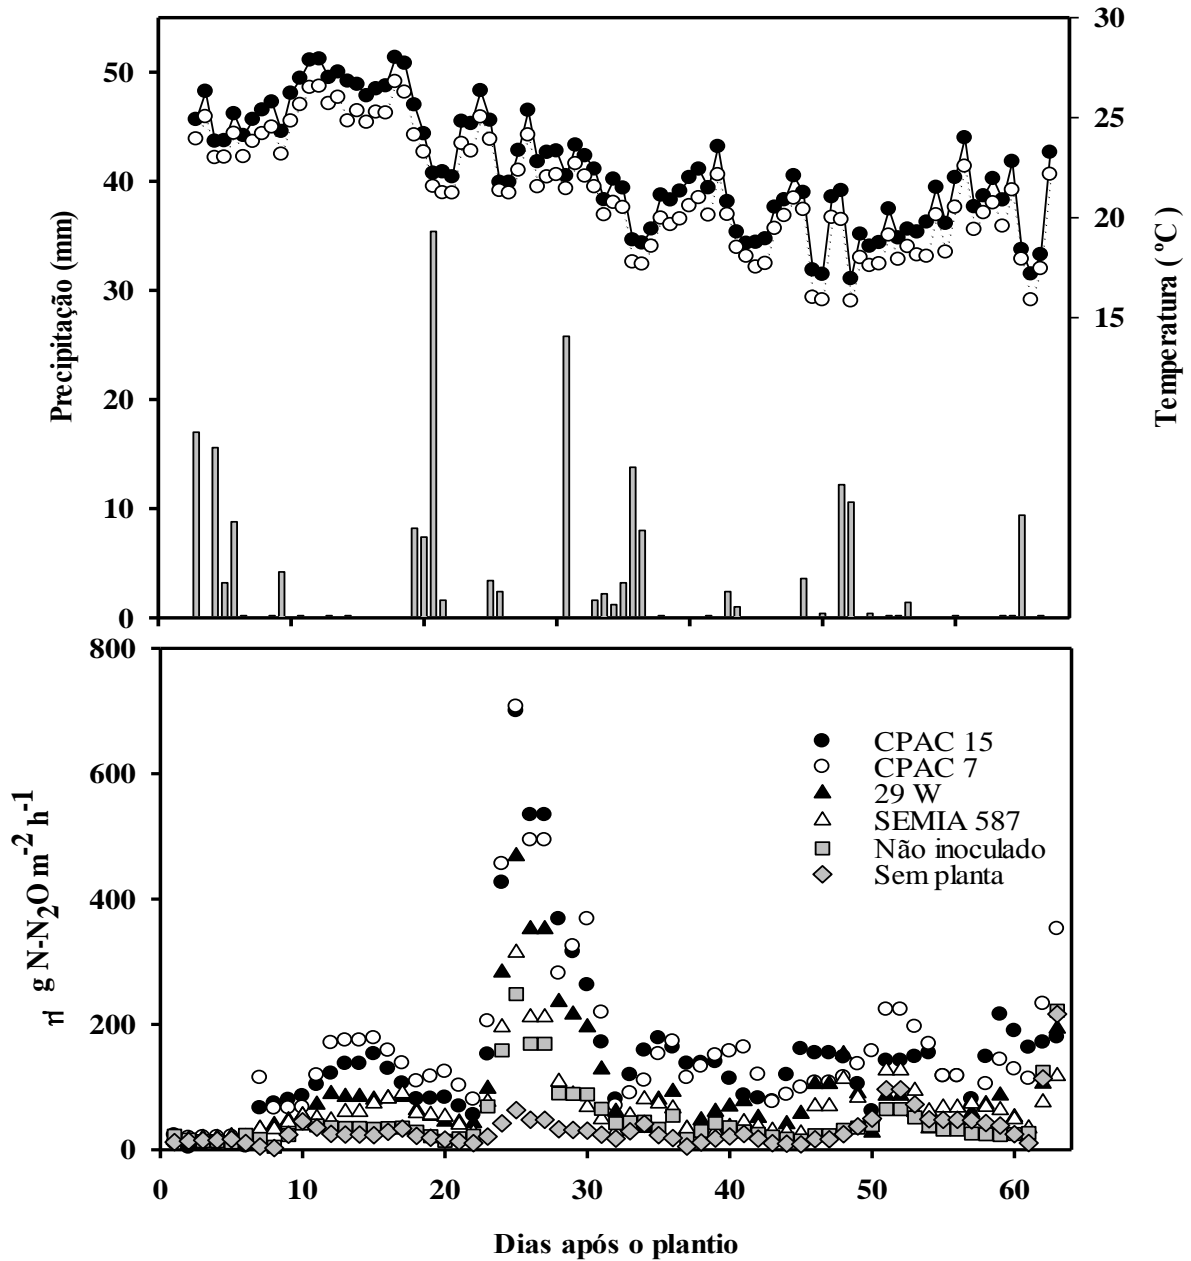 30
50
25
40
20
30
15
20
10
0
Precipitação (mm)
Temperatura ( ºC )
800
600
400
200
0
g N-N2O m-2 h-1
CPAC 15
CPAC 7
29 W
SEMIA 587
Não inoculado
Sem planta
0 10 20 30 40 50 60
Dias após o plantio